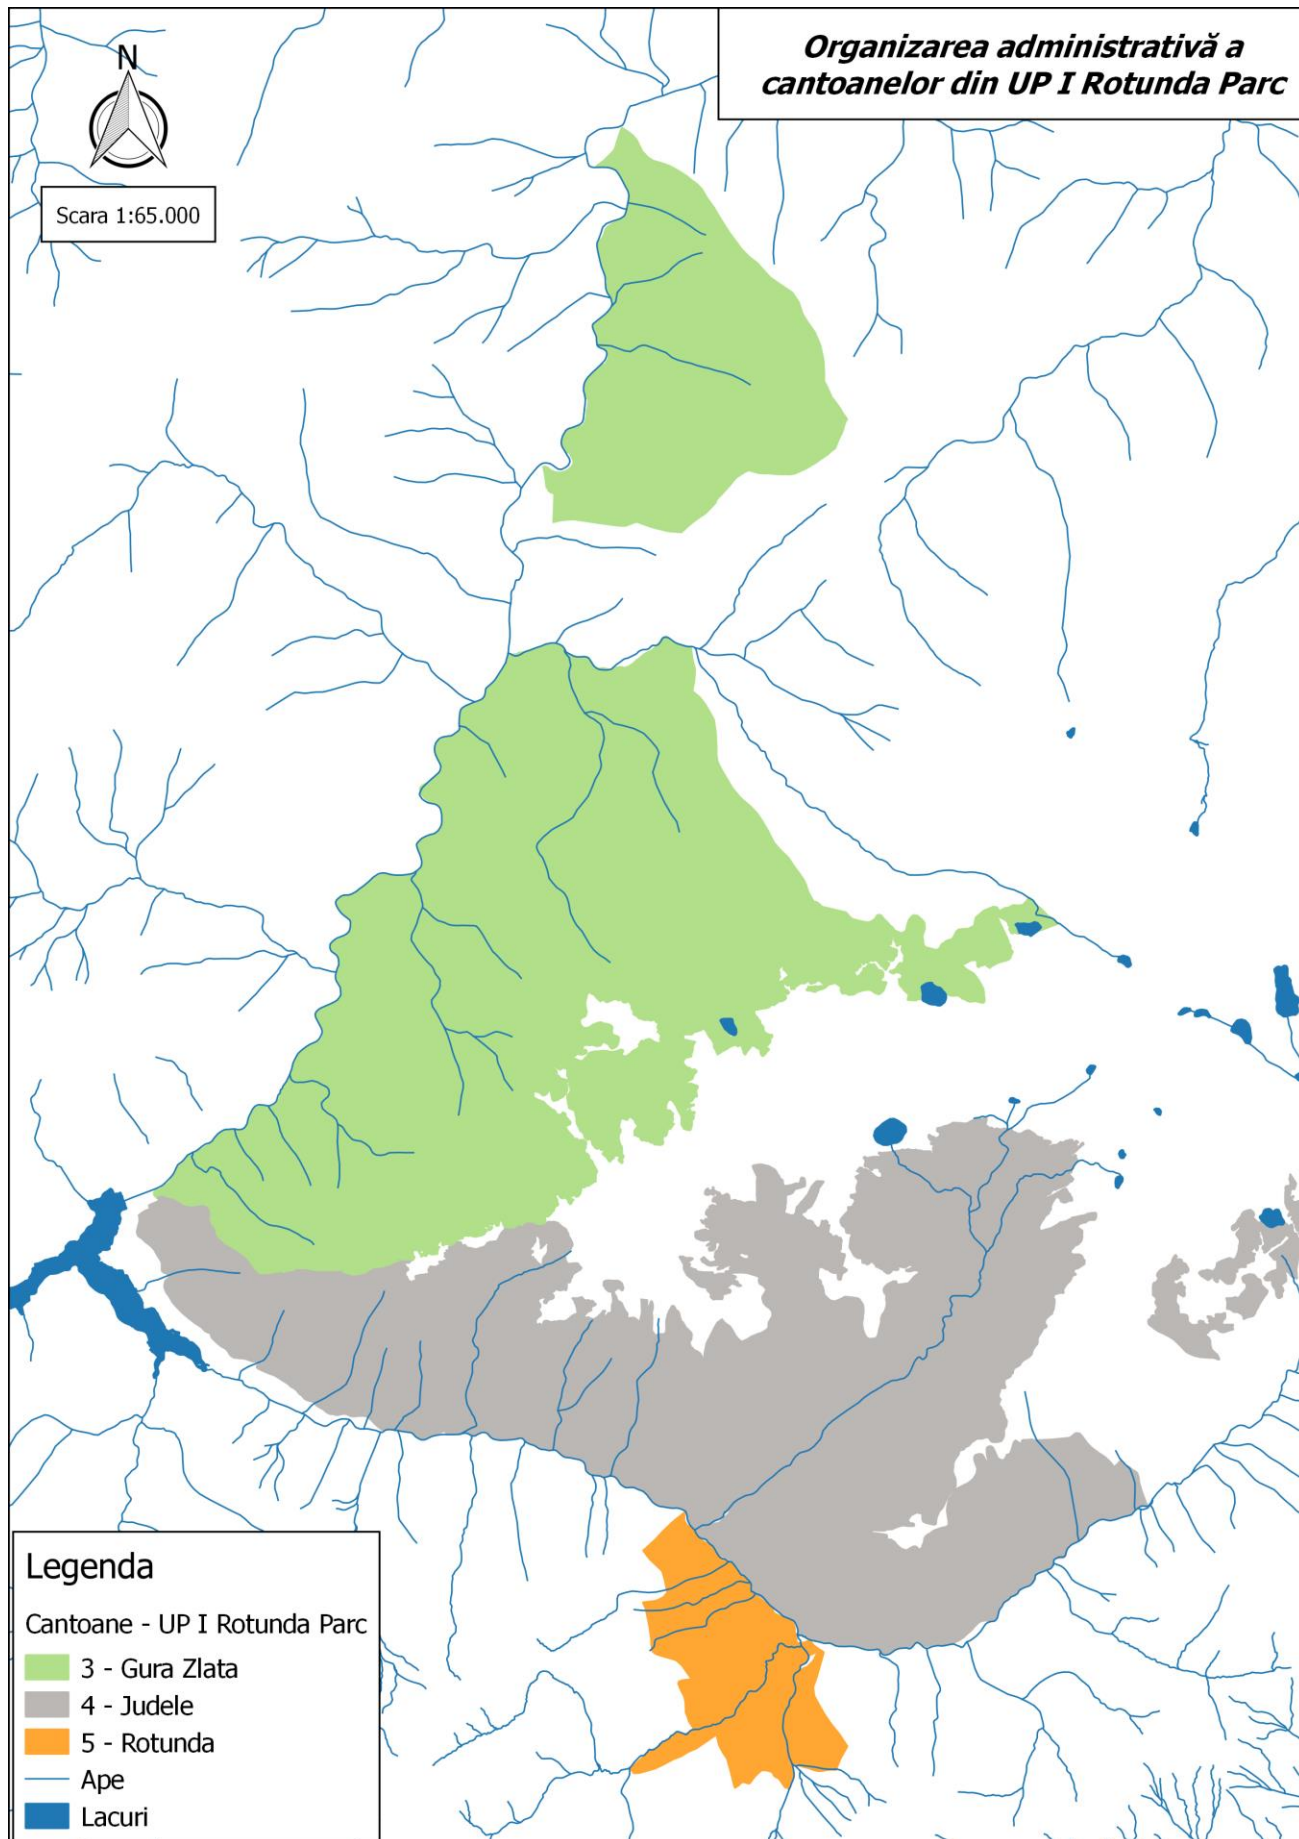 Organizarea administrativă a
cantoanelor din UP I Rotunda Parc
N
Scara 1:65.000
Legenda
Cantoane - UP I Rotunda Parc
3 - Gura Zlata
4 - Judele
5 - Rotunda
Ape
Lacuri